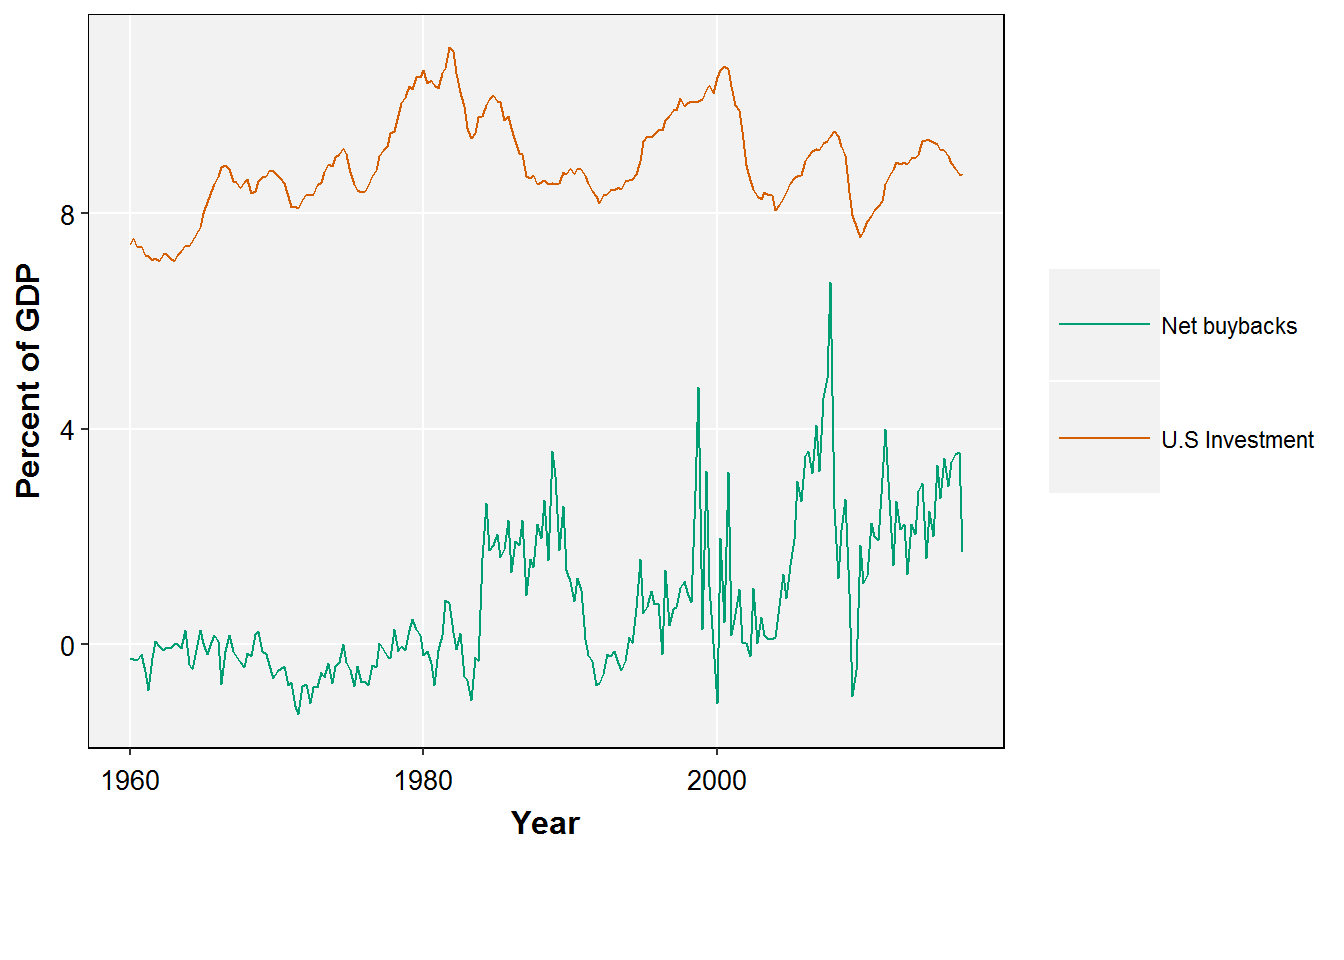 Percent of GDP
8
4
0
1960
1980
2000
Year
Net buybacks
U.S Investment